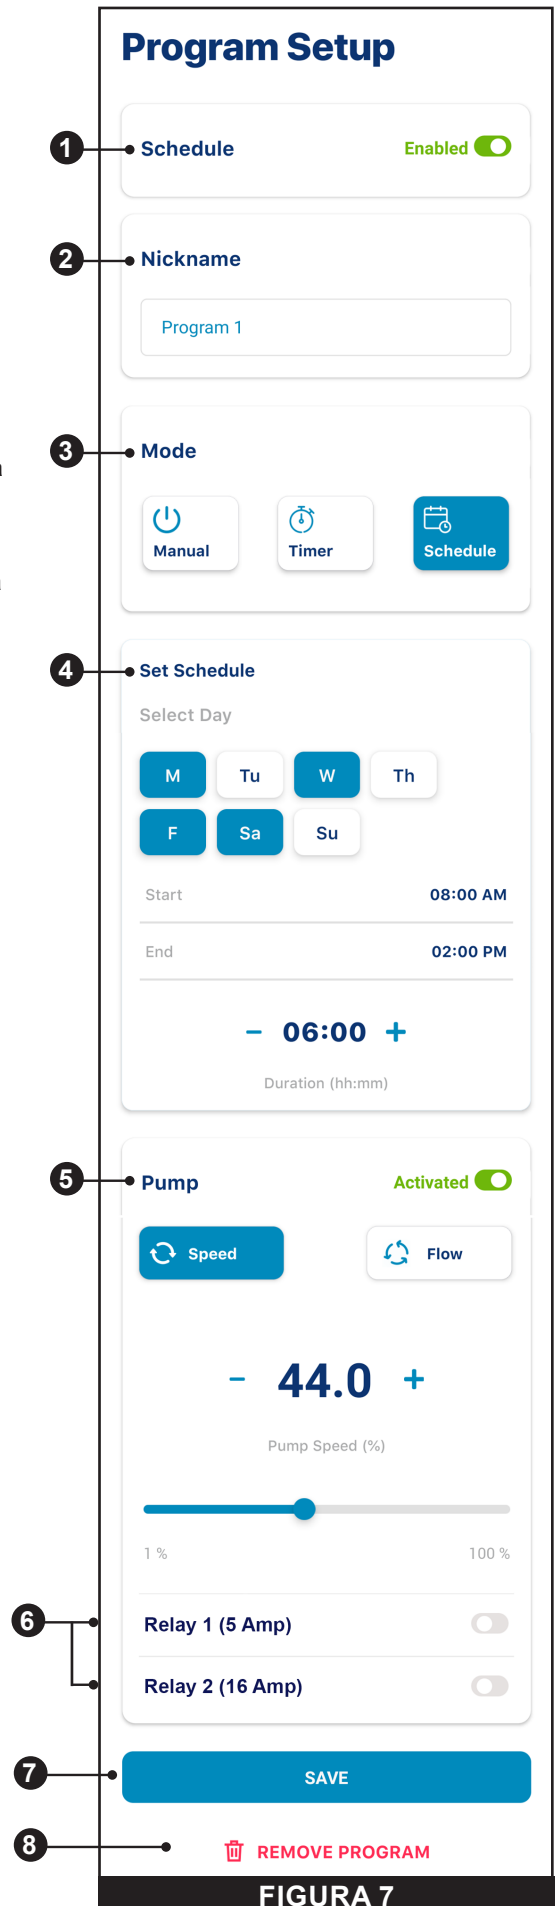 Program Setup
1 Schedule Enabled
2 Nickname
Program 1
3 Mode
Manual Timer Schedule
4 Set Schedule
Select Day
M Tu W Th
F Sa Su
Start 08:00 AM
End 02:00 PM
- 06:00 +
Duration (hh:mm)
5 Pump Activated
Speed Flow
- 44.0 +
Pump Speed (%)
1 % 100 %
6 Relay 1 (5 Amp)
Relay 2 (16 Amp)
7 SAVE
8 REMOVE PROGRAM
FIGURA 7